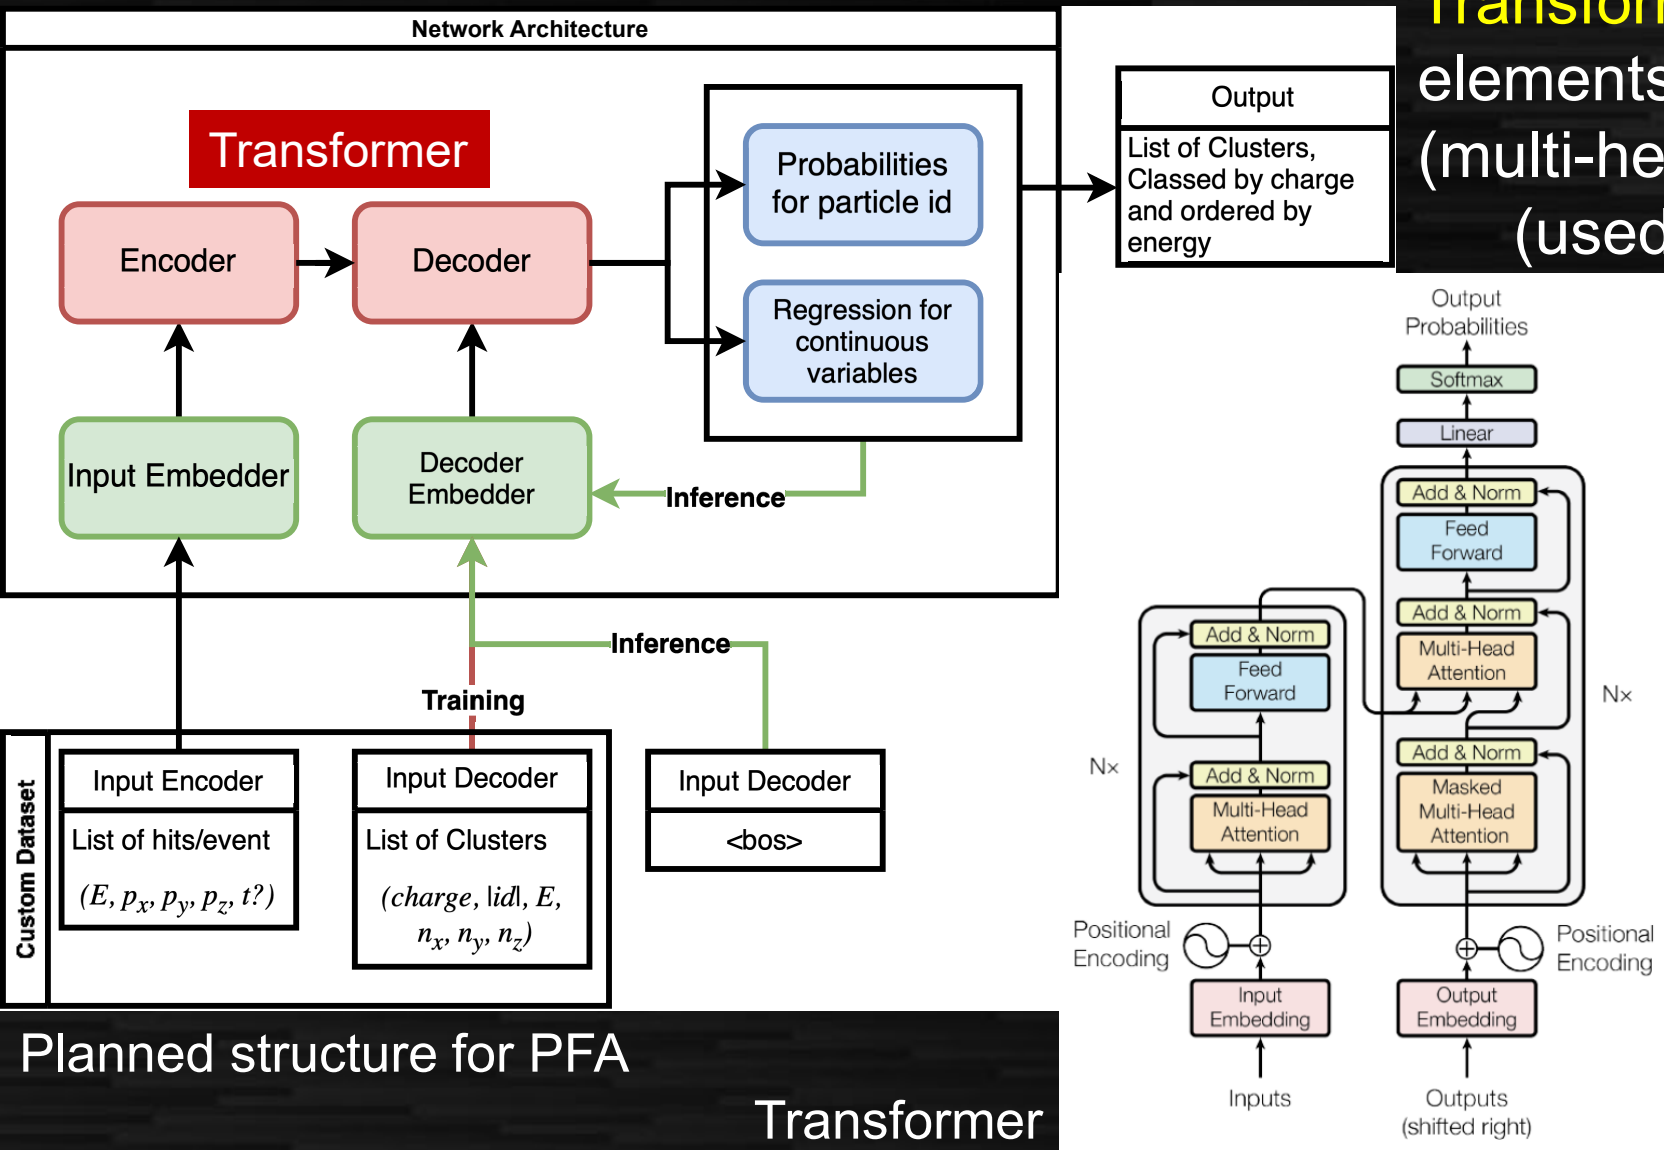 Network Architecture
Transformer
Encoder
Decoder
Input Embedder
Decoder
Embedder
Probabilities
for particle id
Regression for
continuous
variables
Inference
Output
List of Clusters,
Classed by charge
and ordered by
energy
Inference
Training
Custom Dataset
Input Encoder
List of hits/event
(E, px, py, pz, t?)
Input Decoder
List of Clusters
(charge, |id|, E,
nx, ny, nz)
Input Decoder
<bos>
Planned structure for PFA
Transformer
elements
(multi-he
(used
Output
Probabilities
Softmax
Linear
Add & Norm
Feed
Forward
Add & Norm
Multi-Head
Attention
Nx
Add & Norm
Masked
Multi-Head
Attention
Add & Norm
Feed
Forward
Nx
Add & Norm
Multi-Head
Attention
Positional
Encoding
Positional
Encoding
Input
Embedding
Output
Embedding
Inputs
Outputs
(shifted right)